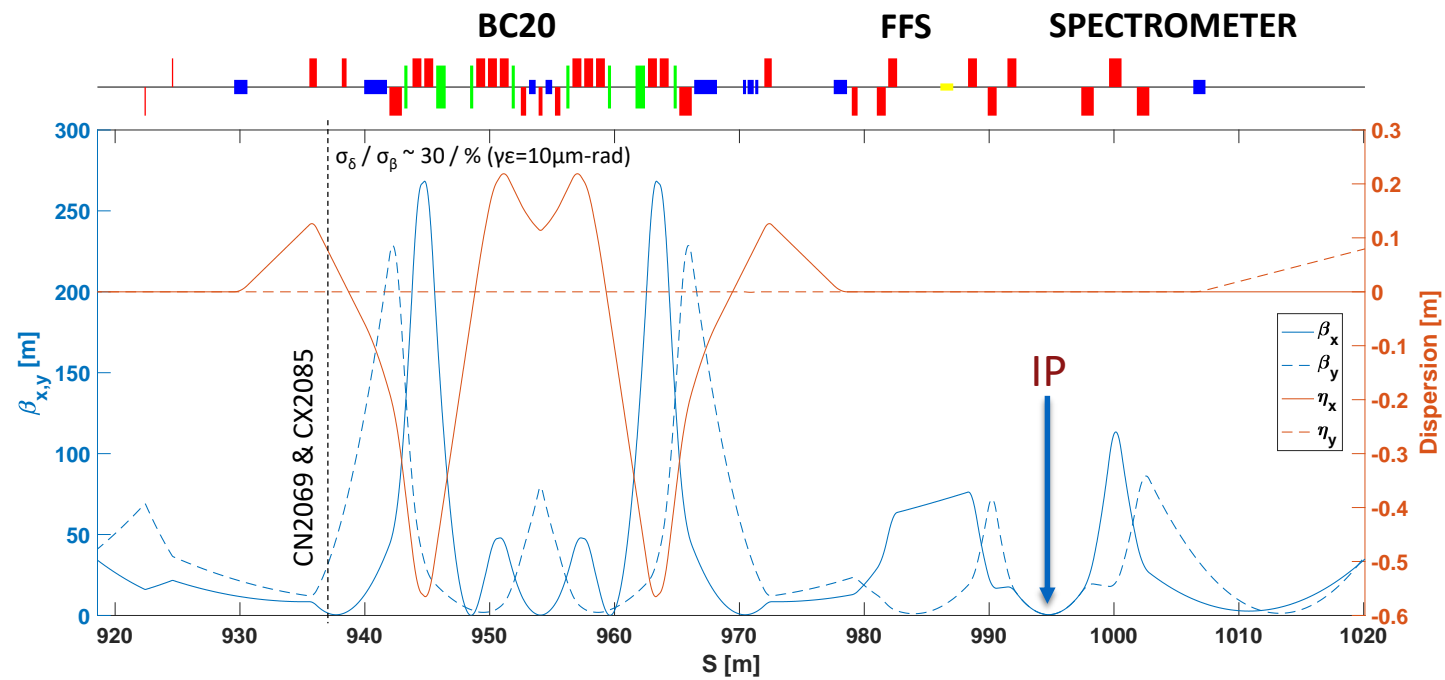 BC20 FFS SPECTROMETER
σδ / σβ ~ 30 / % (γε=10µm-rad)
300
250
200
150
100
50
0
βx,y [m]
CN2069 & CX2085
IP
0.3
0.2
0.1
0
-0.1
-0.2
-0.3
-0.4
-0.5
-0.6
Dispersion [m]
βx
βy
ηx
ηy
920 930 940 950 960 970 980 990 1000 1010 1020
S [m]